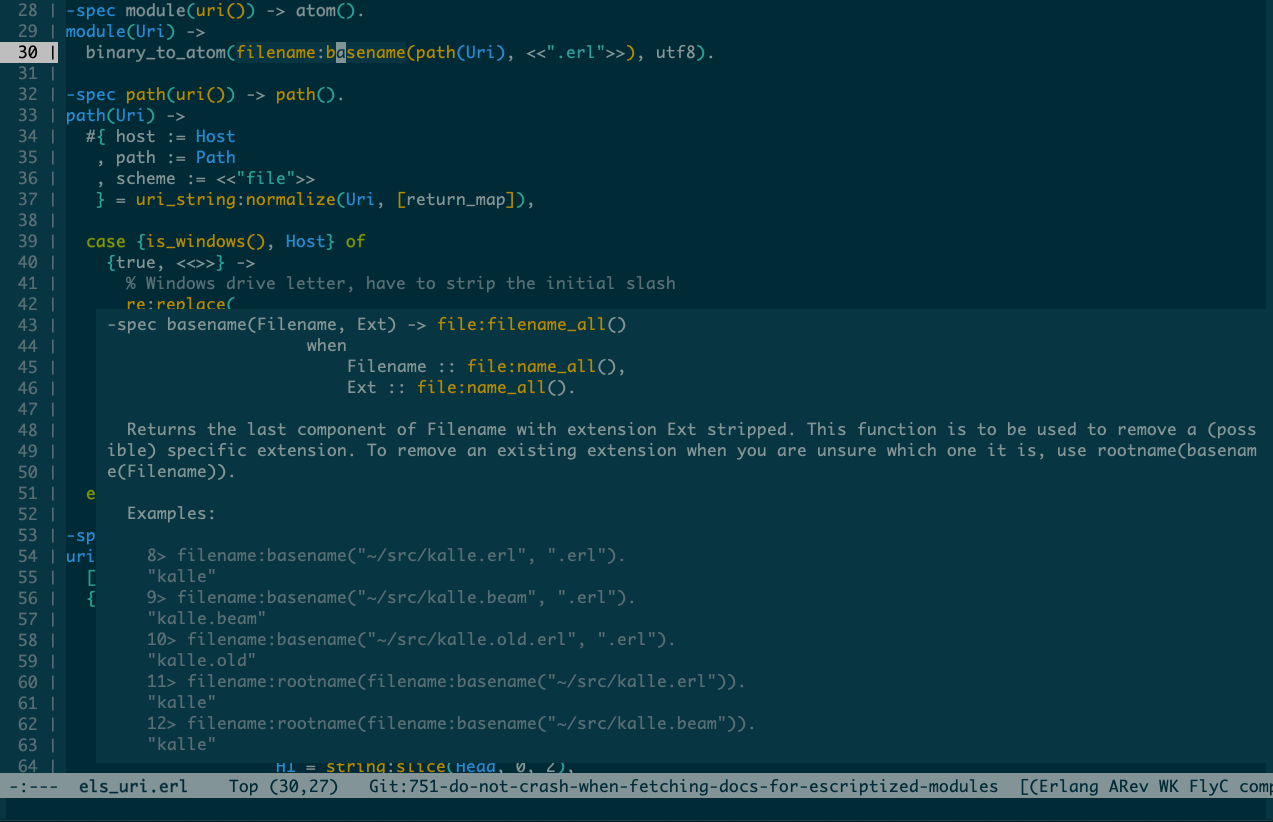 28 | -spec module(uri()) -> atom().
29 | module(Uri) ->
30 |   binary_to_atom(filename:basename(path(Uri), <<".erl">>), utf8).
31 |
32 | -spec path(uri()) -> path().
33 | path(Uri) ->
34 |   #{ host := Host
35 |    , path := Path
36 |    , scheme := <<"file">>
37 |    } = uri_string:normalize(Uri, [return_map]),
38 |
39 |   case {is_windows(), Host} of
40 |     {true, <<>>} ->
41 |       % Windows drive letter, have to strip the initial slash
42 |       re:replace(
43 | -spec basename(Filename, Ext) -> file:filename_all()
44 | when
45 | Filename :: file:name_all(),
46 | Ext :: file:name_all().
47 |
48 | Returns the last component of Filename with extension Ext stripped. This function is to be used to remove a (poss
49 | ible) specific extension. To remove an existing extension when you are unsure which one it is, use rootname(basenam
50 | e(Filename)).
51 |   e
52 | Examples:
53 | -sp
54 | uri 8> filename:basename("~/src/kalle.erl", ".erl").
55 |   [ "kalle"
56 |   { 9> filename:basename("~/src/kalle.beam", ".erl").
57 | "kalle.beam"
58 | 10> filename:basename("~/src/kalle.old.erl", ".erl").
59 | "kalle.old"
60 | 11> filename:rootname(filename:basename("~/src/kalle.erl")).
61 | "kalle"
62 | 12> filename:rootname(filename:basename("~/src/kalle.beam")).
63 | "kalle"
64 | H1 = string:slice(Head, 0, 2),
-:--- els_uri.erl Top (30,27) Git:751-do-not-crash-when-fetching-docs-for-escriptized-modules [(Erlang ARev WK FlyC comp